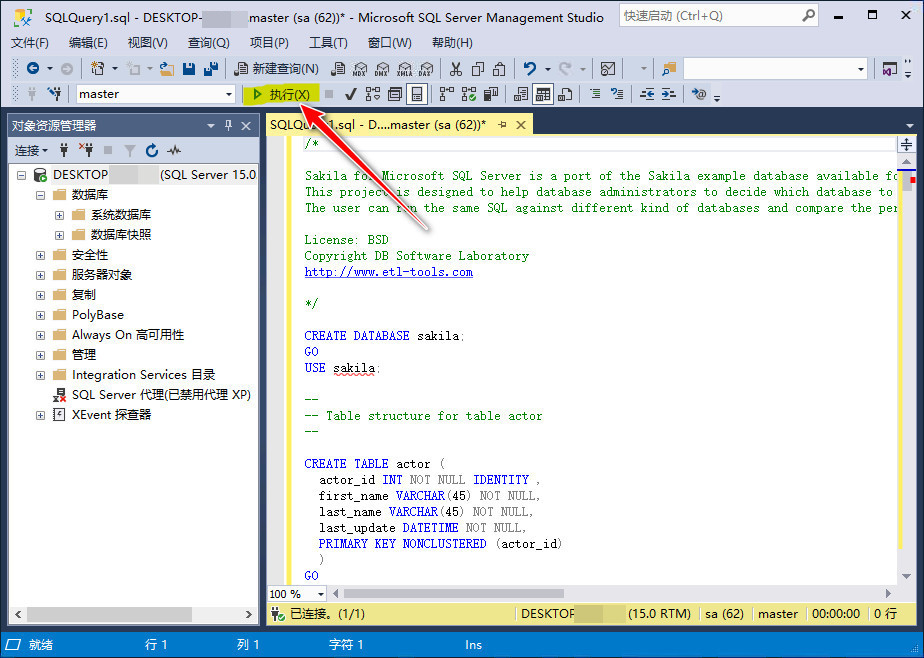 SQLQuery1.sql - DESKTOP- master (sa (62))* - Microsoft SQL Server Management Studio
快速启动 (Ctrl+Q)
文件(F) 编辑(E) 视图(V) 查询(Q) 项目(P) 工具(T) 窗口(W) 帮助(H)
新建查询(N) MDX DMX XMLA DAX
master 执行(X)
对象资源管理器
连接
DESKTOP (SQL Server 15.0
数据库
系统数据库
数据库快照
安全性
服务器对象
复制
PolyBase
Always On 高可用性
管理
Integration Services 目录
SQL Server 代理(已禁用代理 XP)
XEvent 探查器
SQLQuery1.sql - D....master (sa (62))*
/*
Sakila for Microsoft SQL Server is a port of the Sakila example database available fo
This project is designed to help database administrators to decide which database to
The user can run the same SQL against different kind of databases and compare the per
License: BSD
Copyright DB Software Laboratory
http://www.etl-tools.com
*/
CREATE DATABASE sakila;
GO
USE sakila;
--
-- Table structure for table actor
--
CREATE TABLE actor (
actor_id INT NOT NULL IDENTITY ,
first_name VARCHAR(45) NOT NULL,
last_name VARCHAR(45) NOT NULL,
last_update DATETIME NOT NULL,
PRIMARY KEY NONCLUSTERED (actor_id)
)
GO
100 %
已连接。(1/1) DESKTOP (15.0 RTM) sa (62) master 00:00:00 0 行
就绪 行 1 列 1 字符 1 Ins